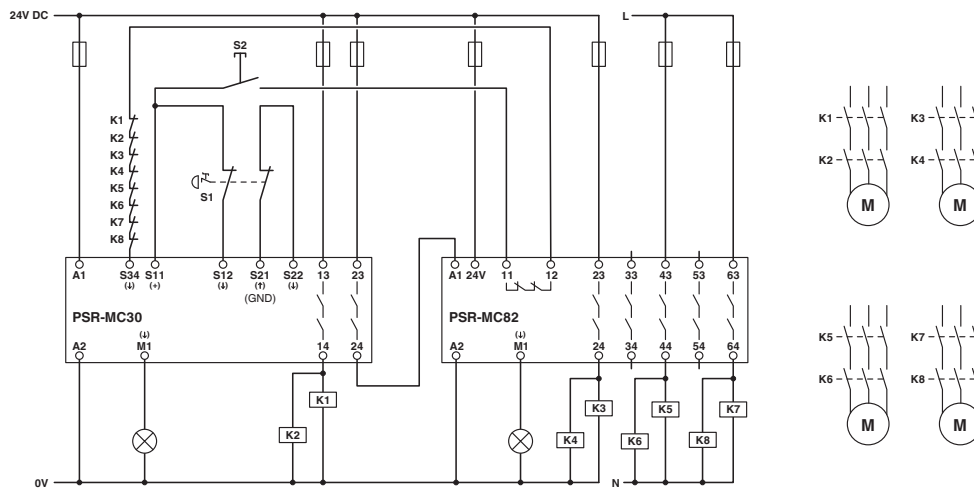 24V DC
L
S2
K1
K2
K3
K4
K5
K6
K7
K8
S1
A1 S34 S11 S12 S21 S22 13 23
(↓) (+) (↓) (↑) (↓)
(GND)
PSR-MC30
(↓)
A2 M1 14 24
A1 24V 11 12 23 33 43 53 63
PSR-MC82
(↓)
A2 M1 24 34 44 54 64
K1
K2
K3
K4
K5
K6
K7
K8
0V
N
K1
K2
M
K3
K4
M
K5
K6
M
K7
K8
M